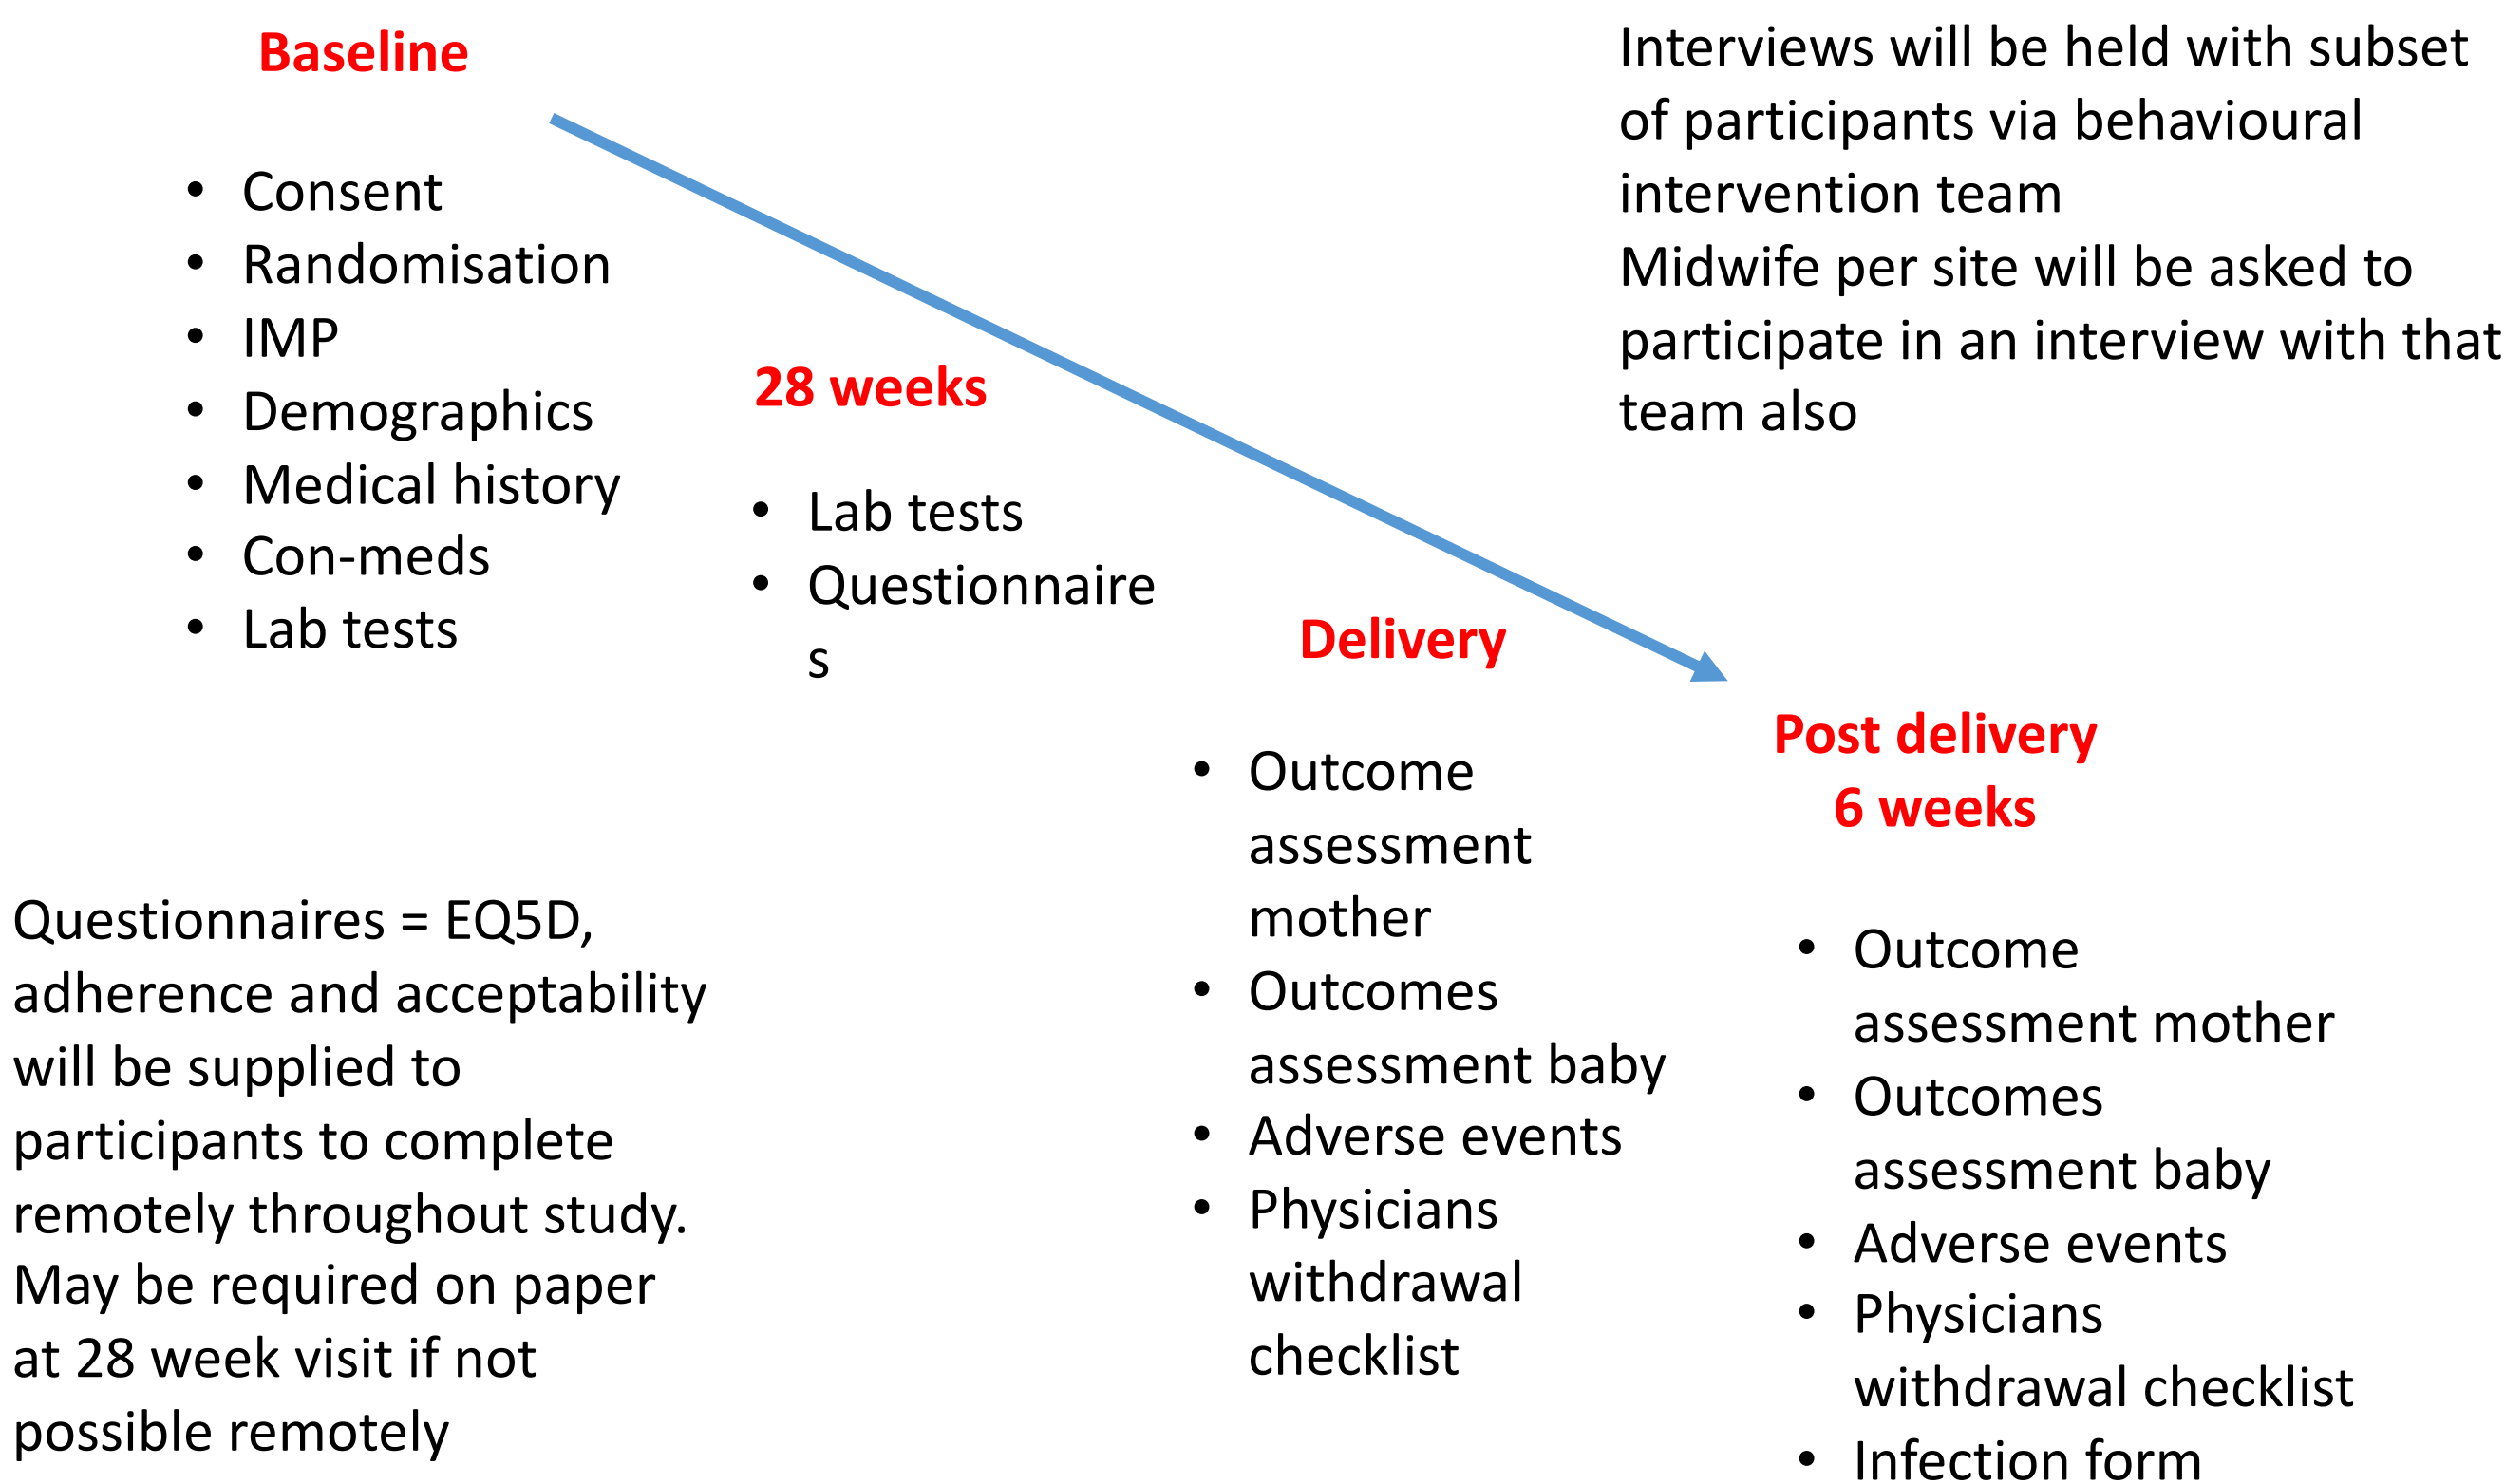 Baseline
• Consent
• Randomisation
• IMP
• Demographics
• Medical history
• Con-meds
• Lab tests
28 weeks
• Lab tests
• Questionnaire
s
Delivery
• Outcome
assessment
mother
• Outcomes
assessment baby
• Adverse events
• Physicians
withdrawal
checklist
Post delivery
6 weeks
• Outcome
assessment mother
• Outcomes
assessment baby
• Adverse events
• Physicians
withdrawal checklist
• Infection form
Interviews will be held with subset
of participants via behavioural
intervention team
Midwife per site will be asked to
participate in an interview with that
team also
Questionnaires = EQ5D,
adherence and acceptability
will be supplied to
participants to complete
remotely throughout study.
May be required on paper
at 28 week visit if not
possible remotely